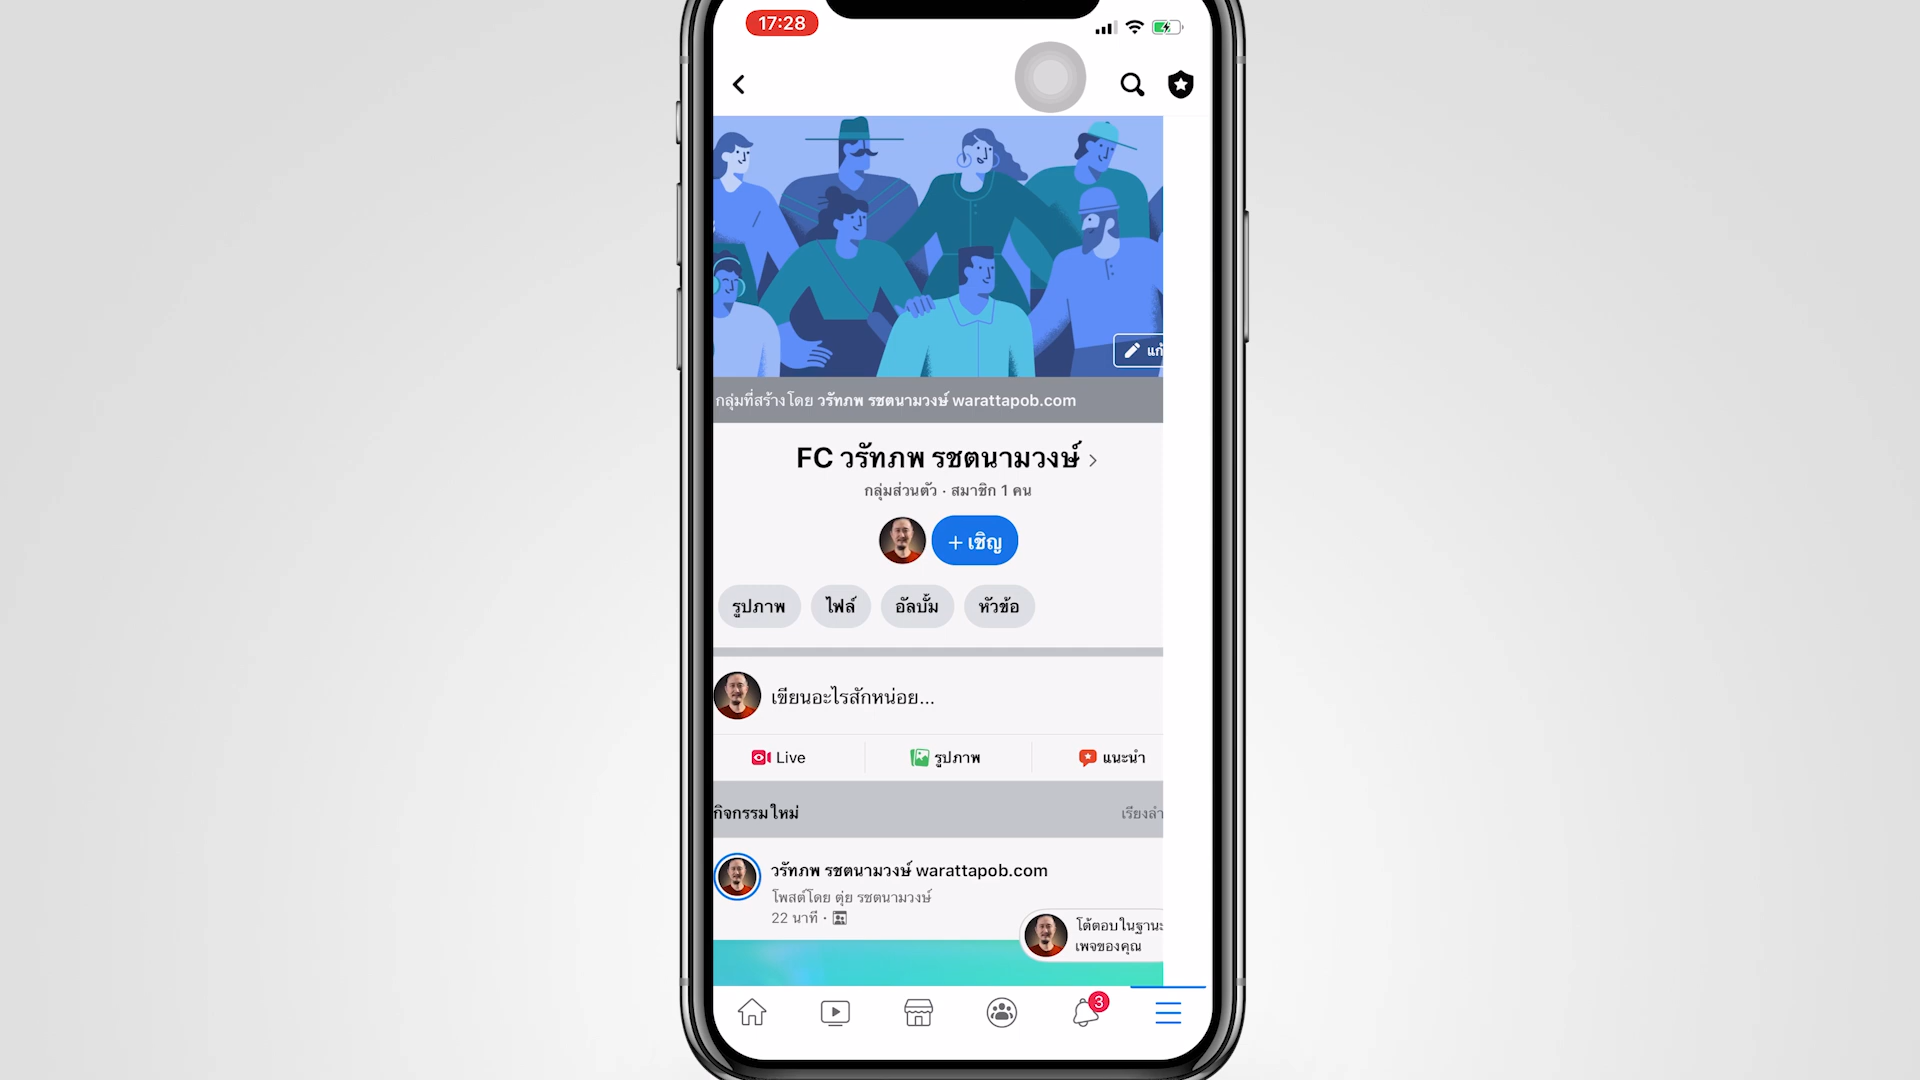 17:28
แก้
กลุ่มที่สร้างโดย วรัทภพ รชตนามวงษ์ warattapob.com
FC วรัทภพ รชตนามวงษ์ >
กลุ่มส่วนตัว · สมาชิก 1 คน
+ เชิญ
รูปภาพ ไฟล์ อัลบั้ม หัวข้อ
เขียนอะไรสักหน่อย...
Live รูปภาพ แนะนำ
กิจกรรมใหม่ เรียงลำ
วรัทภพ รชตนามวงษ์ warattapob.com
โพสต์โดย ตุ่ย รชตนามวงษ์
22 นาที ·
โต้ตอบในฐานะ
เพจของคุณ
3